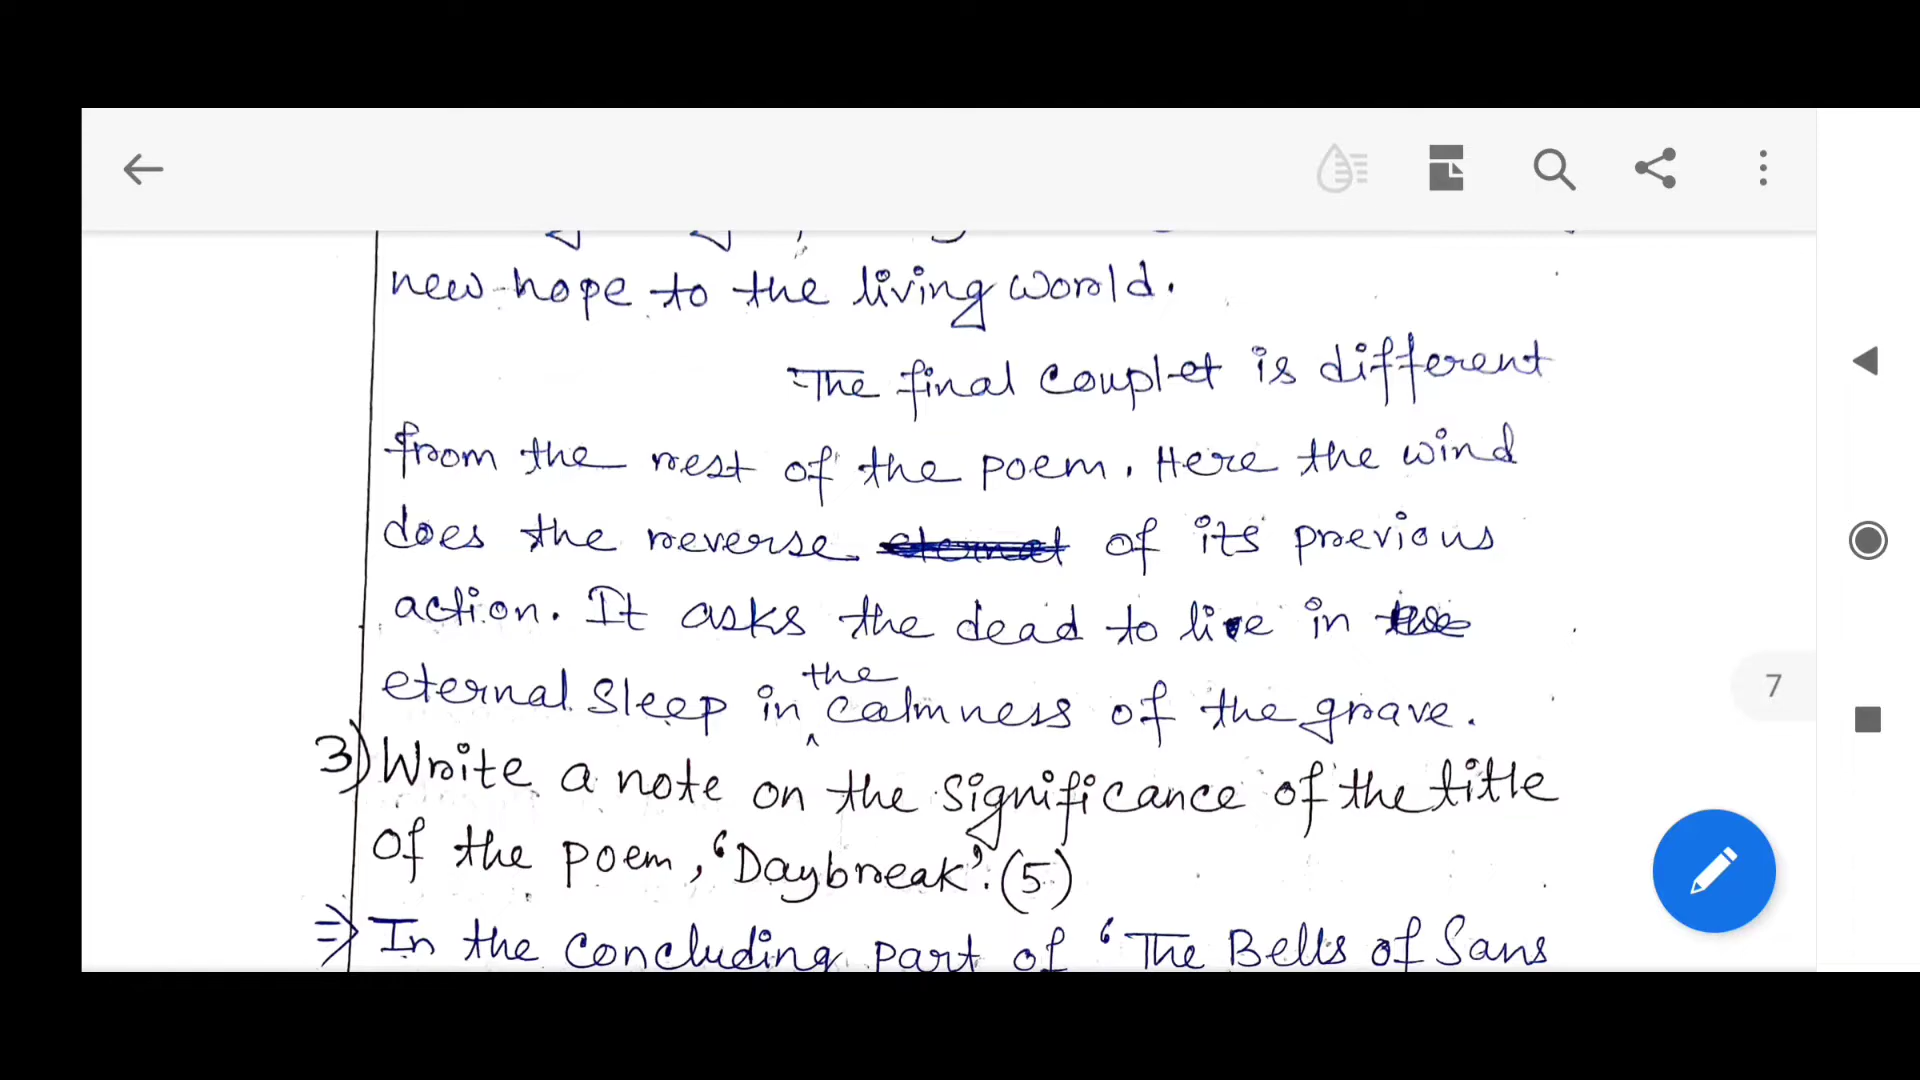 new hope to the living world.
The final couplet is different
from the rest of the poem. Here the wind
does the reverse of its previous
action. It asks the dead to live in
the
eternal sleep in calmness of the grave.
3) Write a note on the significance of the title
of the poem, 'Daybreak'. (5)
⇒ In the concluding part of 'The Bells of Sans
7